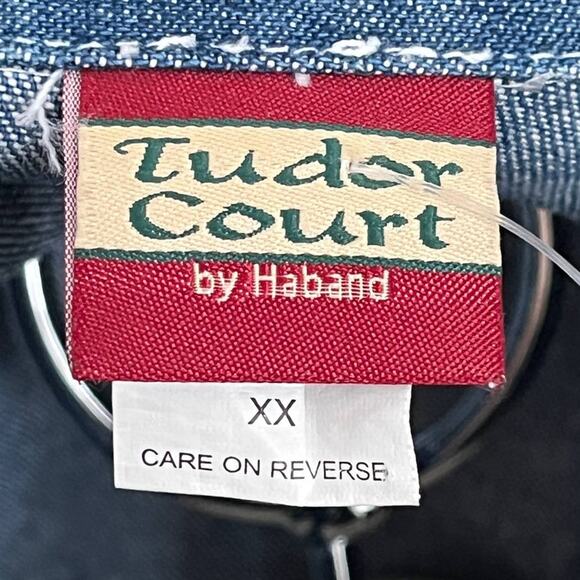 Tudor
Court
by Haband
XX
CARE ON REVERSE